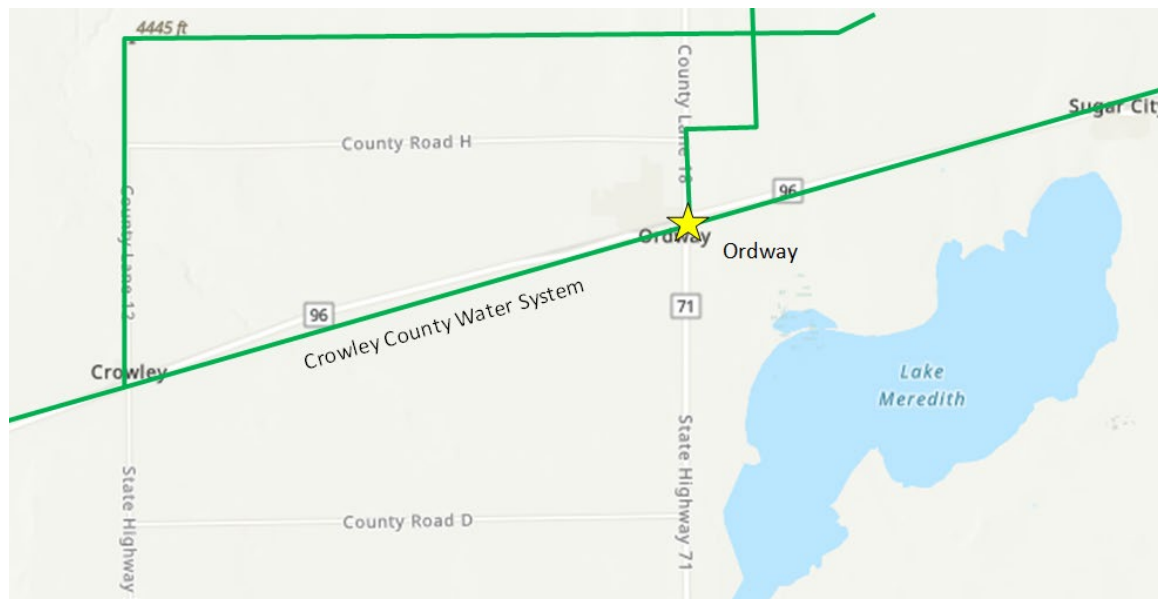 4445 ft
County Lane 18
Sugar City
County Road H
96
County Lane 12
Ordway
Ordway
96
71
Crowley County Water System
Crowley
Lake
Meredith
State Highway 71
State Highway
County Road D